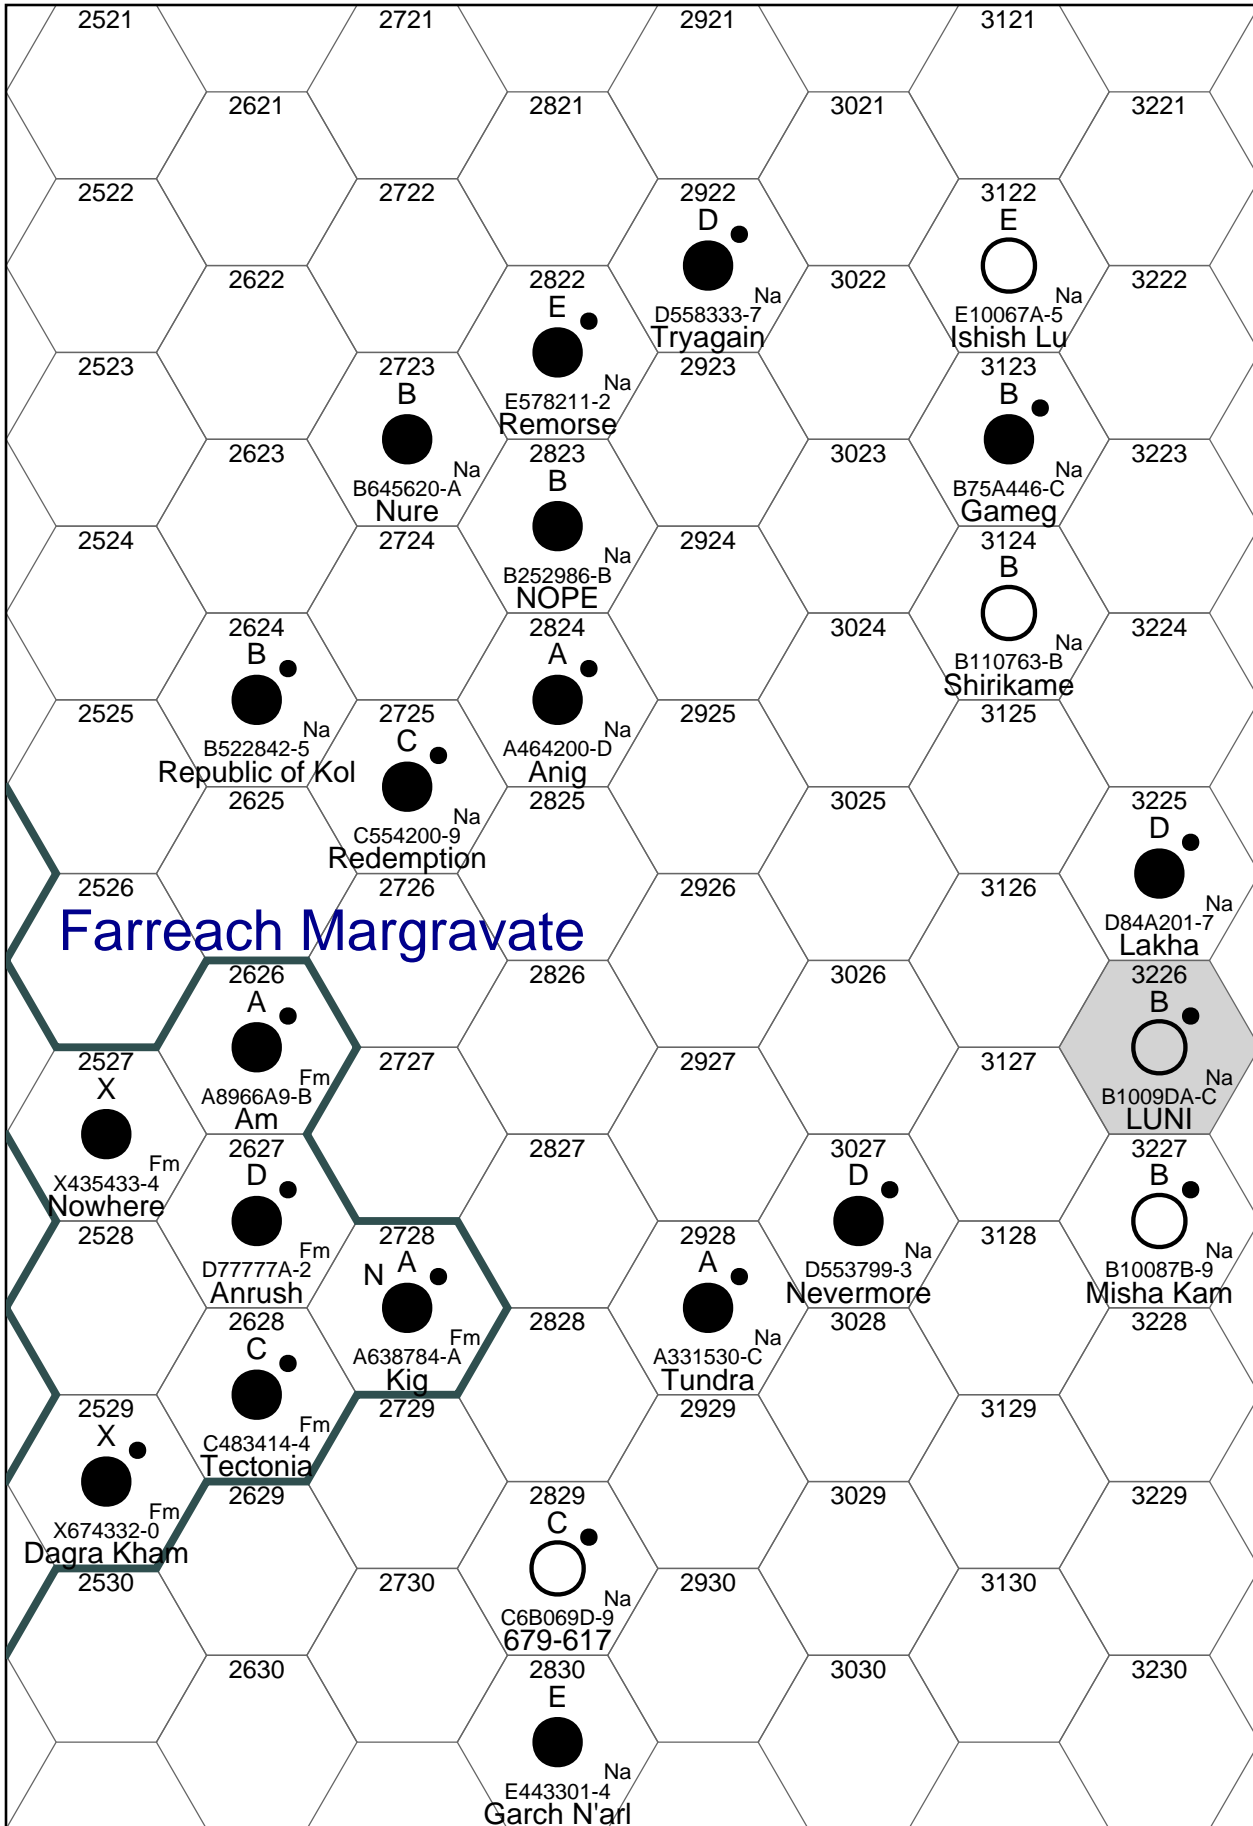 2521 2721 2921 3121
2621 2821 3021 3221
2522 2722 2922 3122
D E
2622 2822 3022 3222
E Na Na
D558333-7 E10067A-5
Tryagain Ishish Lu
2523 2723 2923 3123
B Na B
E578211-2
Remorse
2623 2823 3023 3223
Na B Na
B645620-A B75A446-C
Nure Gameg
2524 2724 2924 3124
Na B
B252986-B
NOPE
2624 2824 3024 3224
B A Na
B110763-B
Shirikame
2525 2725 2925 3125
Na C Na
B522842-5 A464200-D
Republic of Kol Anig
2625 2825 3025 3225
Na D
C554200-9
Redemption
2526 2726 2926 3126
Na
Farreach Margravate
D84A201-7
Lakha
2626 2826 3026 3226
A B
2527 2727 2927 3127
X Fm Na
A8966A9-B B1009DA-C
Am LUNI
2627 2827 3027 3227
Fm D D B
X435433-4
Nowhere
2528 2728 2928 3128
Fm N A A Na Na
D77777A-2 D553799-3 B10087B-9
Anrush Nevermore Misha Kam
2628 2828 3028 3228
C Fm Na
A638784-A A331530-C
Kig Tundra
2529 2729 2929 3129
X Fm
C483414-4
Tectonia
2629 2829 3029 3229
Fm C
X674332-0
Dagra Kham
2530 2730 2930 3130
Na
C6B069D-9
679-617
2630 2830 3030 3230
E
Na
E443301-4
Garch N'arl